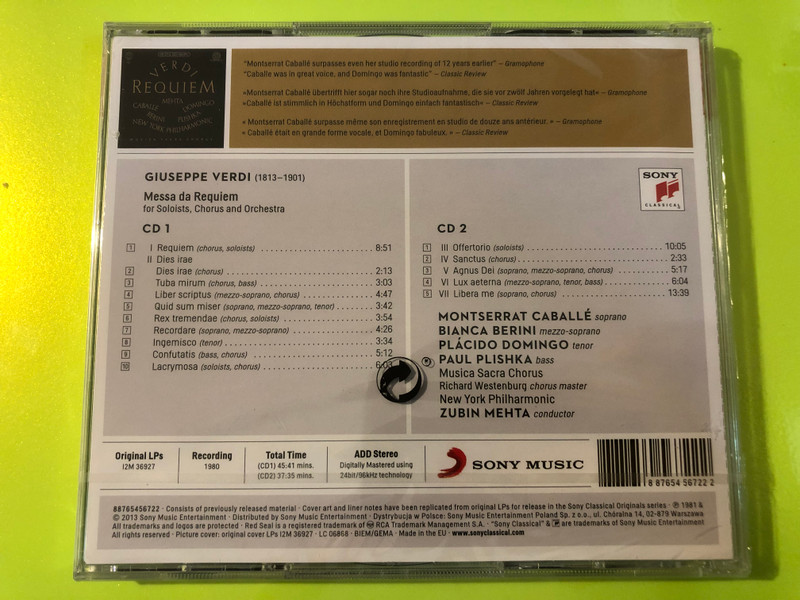 VERDI
REQUIEM
CABALLÉ MEHTA DOMINGO
BERINI PLISHKA
NEW YORK PHILHARMONIC
MUSICA SACRA CHORUS
"Montserrat Caballé surpasses even her studio recording of 12 years earlier" – Gramophone
"Caballe was in great voice, and Domingo was fantastic" – Classic Review
»Montserrat Caballé übertrifft hier sogar noch ihre Studioaufnahme, die sie vor zwölf Jahren vorgelegt hat« – Gramophone
»Caballé ist stimmlich in Höchstform und Domingo einfach fantastisch« – Classic Review
« Montserrat Caballé surpasse même son enregistrement en studio de douze ans antérieur. » – Gramophone
« Caballé était en grande forme vocale, et Domingo fabuleux. » – Classic Review
GIUSEPPE VERDI (1813–1901)
Messa da Requiem
for Soloists, Chorus and Orchestra
CD 1
1 I Requiem (chorus, soloists) 8:51
II Dies irae
2 Dies irae (chorus) 2:13
3 Tuba mirum (chorus, bass) 3:03
4 Liber scriptus (mezzo-soprano, chorus) 4:47
5 Quid sum miser (soprano, mezzo-soprano, tenor) 3:42
6 Rex tremendae (chorus, soloists) 3:54
7 Recordare (soprano, mezzo-soprano) 4:26
8 Ingemisco (tenor) 3:34
9 Confutatis (bass, chorus) 5:12
10 Lacrymosa (soloists, chorus) 6:03
SONY
CLASSICAL
CD 2
1 III Offertorio (soloists) 10:05
2 IV Sanctus (chorus) 2:33
3 V Agnus Dei (soprano, mezzo-soprano, chorus) 5:17
4 VI Lux aeterna (mezzo-soprano, tenor, bass) 6:04
5 VII Libera me (soprano, chorus) 13:39
MONTSERRAT CABALLÉ soprano
BIANCA BERINI mezzo-soprano
PLÁCIDO DOMINGO tenor
PAUL PLISHKA bass
Musica Sacra Chorus
Richard Westenburg chorus master
New York Philharmonic
ZUBIN MEHTA conductor
Original LPs
I2M 36927
Recording
1980
Total Time
(CD1) 45:41 mins.
(CD2) 37:35 mins.
ADD Stereo
Digitally Mastered using
24bit/96kHz technology
SONY MUSIC
8 87654 56722 2
88765456722 · Consists of previously released material · Cover art and liner notes have been replicated from original LPs for release in the Sony Classical Originals series · ℗ 1981 &
© 2013 Sony Music Entertainment · Distributed by Sony Music Entertainment · Dystrybucja w Polsce: Sony Music Entertainment Poland Sp. z o.o., ul. Chóralna 14, 02-879 Warszawa
All trademarks and logos are protected · Red Seal is a registered trademark of RCA Trademark Management S.A. · "Sony Classical" & are trademarks of Sony Music Entertainment
All rights reserved · Picture cover: original cover LPs I2M 36927 · LC 06868 · BIEM/GEMA · Made in the EU · www.sonyclassical.com